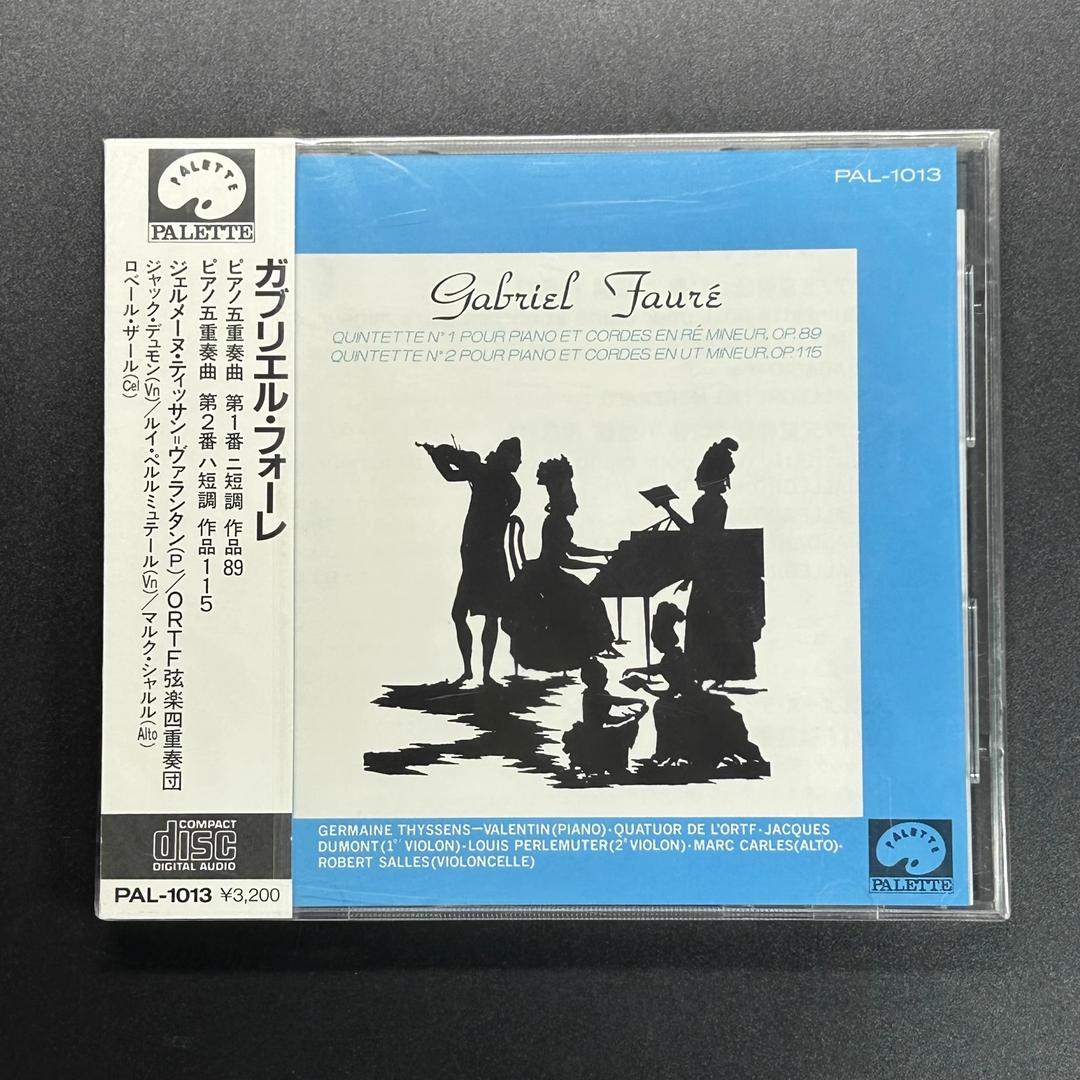 PALETTE
PALETTE
ガブリエル・フォーレ
ピアノ五重奏曲 第1番 ニ短調 作品89
ピアノ五重奏曲 第2番 ハ短調 作品115
ジェルメーヌ・ティッサン=ヴァランタン(P)/ORTF弦楽四重奏団
ジャック・デュモン(Vn)/ルイ・ペルルミュテール(Vn)/マルク・シャルル(Alto)
ロベール・ザール(Cel)
COMPACT
disc
DIGITAL AUDIO
PAL-1013 ¥3,200
PAL-1013
Gabriel Fauré
QUINTETTE N°1 POUR PIANO ET CORDES EN RÉ MINEUR, OP.89
QUINTETTE N°2 POUR PIANO ET CORDES EN UT MINEUR, OP.115
GERMAINE THYSSENS—VALENTIN(PIANO)·QUATUOR DE L'ORTF·JACQUES
DUMONT(1er VIOLON)·LOUIS PERLEMUTER(2e VIOLON)·MARC CARLES(ALTO)·
ROBERT SALLES(VIOLONCELLE)
PALETTE
PALETTE